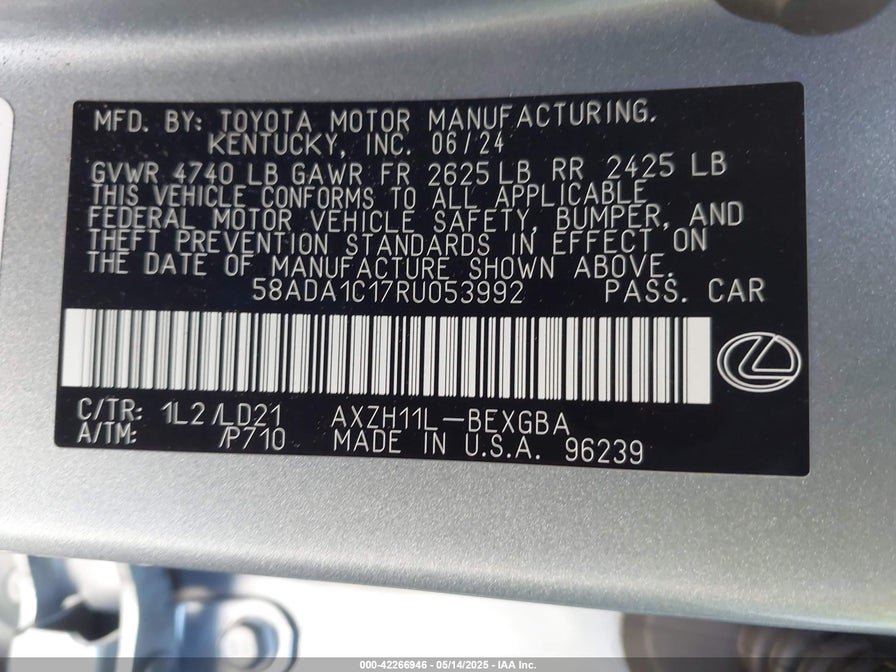 MFD. BY: TOYOTA MOTOR MANUFACTURING.
KENTUCKY, INC. 06/24
GVWR 4740 LB GAWR FR 2625 LB RR 2425 LB
THIS VEHICLE CONFORMS TO ALL APPLICABLE
FEDERAL MOTOR VEHICLE SAFETY, BUMPER, AND
THEFT PREVENTION STANDARDS IN EFFECT ON
THE DATE OF MANUFACTURE SHOWN ABOVE.
58ADA1C17RU053992 PASS. CAR
C/TR: 1L2/LD21 AXZH11L-BEXGBA
A/TM: /P710 MADE IN U.S.A. 96239
000-42266946 - 05/14/2025 - IAA Inc.